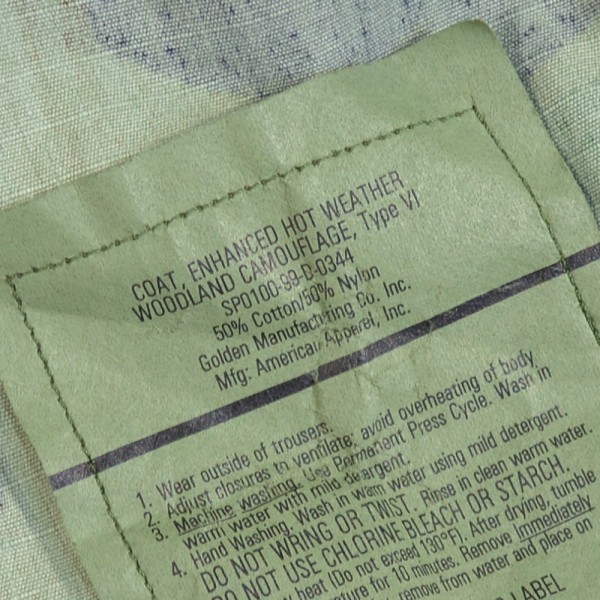 COAT, ENHANCED HOT WEATHER
WOODLAND CAMOUFLAGE, Type VI
SPO100-99-D-0344
50% Cotton/50% Nylon
Golden Manufacturing Co. Inc.
Mfg: American Apparel, Inc.
1. Wear outside of trousers.
2. Adjust closures to ventilate, avoid overheating of body
3. Machine washing. Use Permanent Press Cycle. Wash in
warm water with mild detergent.
4. Hand Washing. Wash in warm water using mild detergent.
DO NOT WRING OR TWIST. Rinse in clean warm water.
DO NOT USE CHLORINE BLEACH OR STARCH.
heat (Do not exceed 130°F). After drying, tumble
for 10 minutes. Remove immediately
remove from water and place on
LABEL